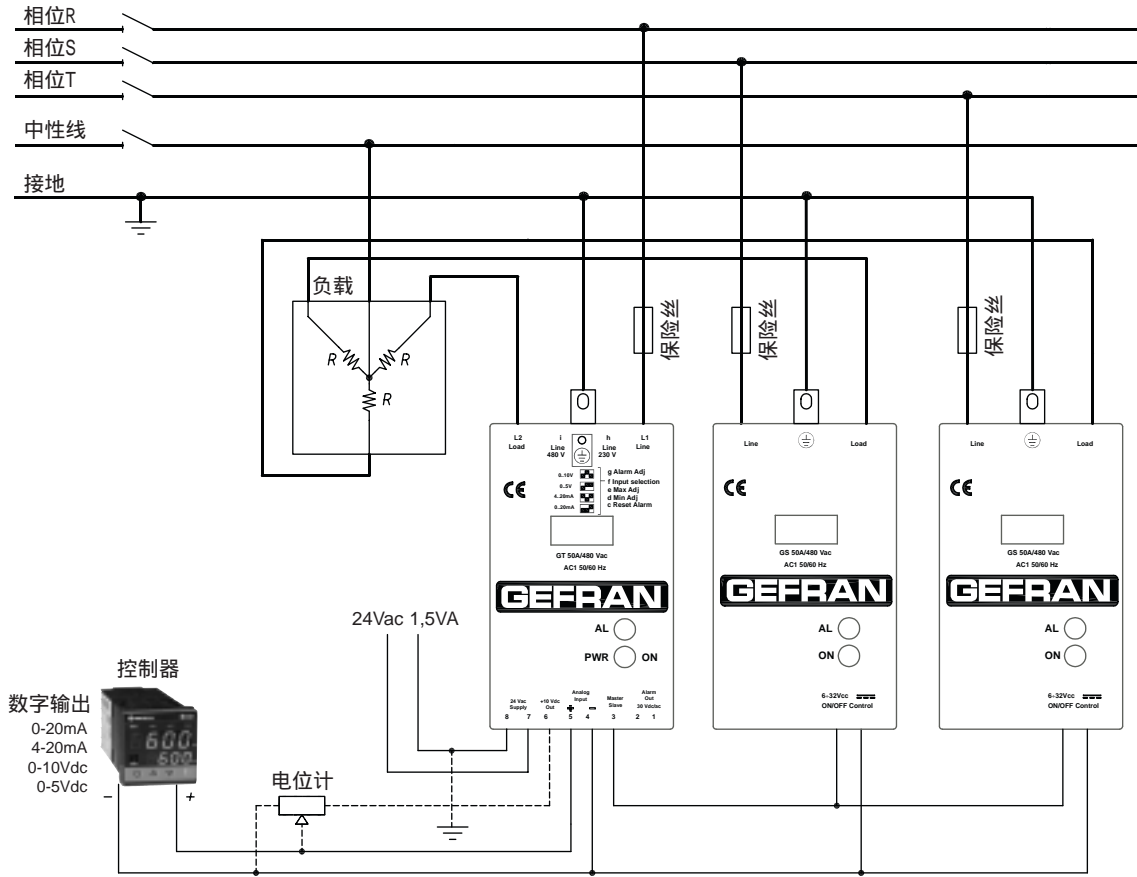 相位R
相位S
相位T
中性线
接地
负载
R
R
R
保险丝
保险丝
保险丝
L2
Load
i
Line
480 V
h
Line
230 V
L1
Line
0..10V
0..5V
4..20mA
0..20mA
g Alarm Adj
f Input selection
e Max Adj
d Min Adj
c Reset Alarm
CE
GT 50A/480 Vac
AC1 50/60 Hz
GEFRAN
AL
PWR
ON
24 Vac
Supply
8 7
+10 Vdc
Out
6
Analog
Input
+ −
5 4
Master
Slave
3
Alarm
Out
30 Vdc/ac
2 1
Line
Load
CE
GS 50A/480 Vac
AC1 50/60 Hz
GEFRAN
AL
ON
6÷32Vcc
ON/OFF Control
Line
Load
CE
GS 50A/480 Vac
AC1 50/60 Hz
GEFRAN
AL
ON
6÷32Vcc
ON/OFF Control
24Vac 1,5VA
控制器
600
600
数字输出
0-20mA
4-20mA
0-10Vdc
0-5Vdc
− +
电位计